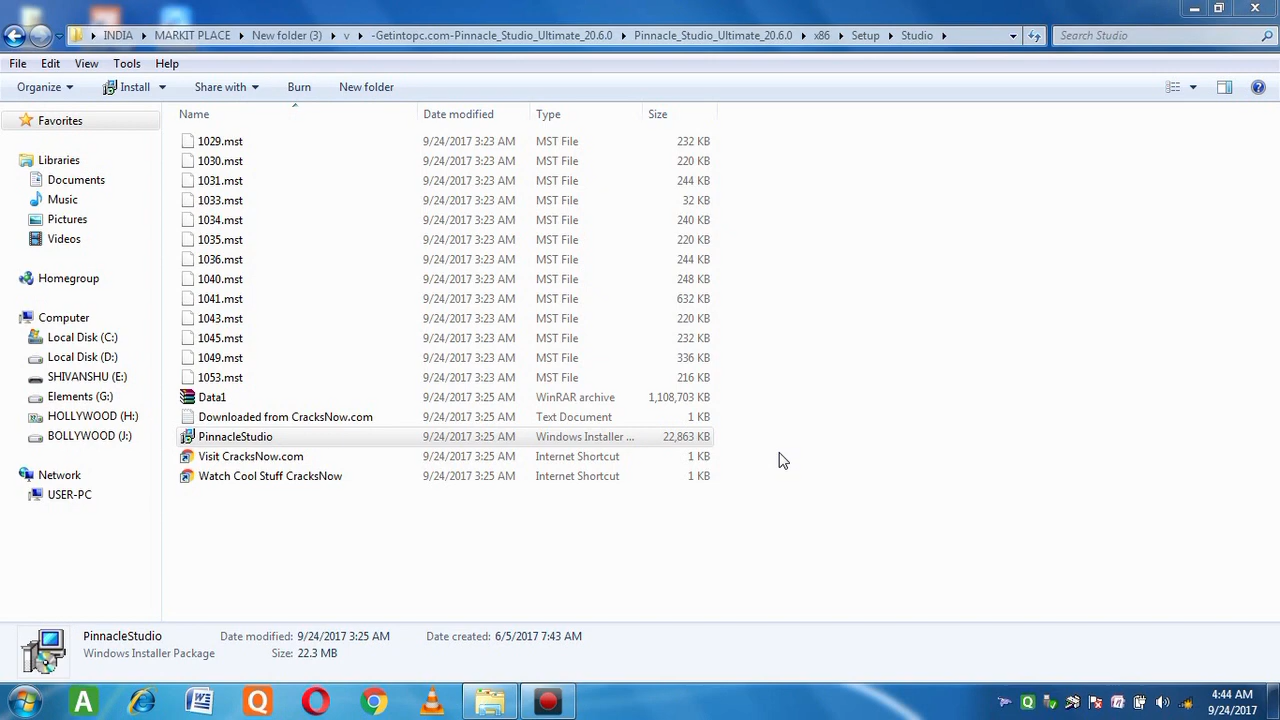 INDIA MARKIT PLACE New folder (3) v -Getintopc.com-Pinnacle_Studio_Ultimate_20.6.0 Pinnacle_Studio_Ultimate_20.6.0 x86 Setup Studio Search Studio
File Edit View Tools Help
Organize Install Share with Burn New folder
Name Date modified Type Size
Favorites
Libraries
Documents
Music
Pictures
Videos
Homegroup
Computer
Local Disk (C:)
Local Disk (D:)
SHIVANSHU (E:)
Elements (G:)
HOLLYWOOD (H:)
BOLLYWOOD (J:)
Network
USER-PC
1029.mst 9/24/2017 3:23 AM MST File 232 KB
1030.mst 9/24/2017 3:23 AM MST File 220 KB
1031.mst 9/24/2017 3:23 AM MST File 244 KB
1033.mst 9/24/2017 3:23 AM MST File 32 KB
1034.mst 9/24/2017 3:23 AM MST File 240 KB
1035.mst 9/24/2017 3:23 AM MST File 220 KB
1036.mst 9/24/2017 3:23 AM MST File 244 KB
1040.mst 9/24/2017 3:23 AM MST File 248 KB
1041.mst 9/24/2017 3:23 AM MST File 632 KB
1043.mst 9/24/2017 3:23 AM MST File 220 KB
1045.mst 9/24/2017 3:23 AM MST File 232 KB
1049.mst 9/24/2017 3:23 AM MST File 336 KB
1053.mst 9/24/2017 3:23 AM MST File 216 KB
Data1 9/24/2017 3:25 AM WinRAR archive 1,108,703 KB
Downloaded from CracksNow.com 9/24/2017 3:25 AM Text Document 1 KB
PinnacleStudio 9/24/2017 3:25 AM Windows Installer ... 22,863 KB
Visit CracksNow.com 9/24/2017 3:25 AM Internet Shortcut 1 KB
Watch Cool Stuff CracksNow 9/24/2017 3:25 AM Internet Shortcut 1 KB
PinnacleStudio Date modified: 9/24/2017 3:25 AM Date created: 6/5/2017 7:43 AM
Windows Installer Package Size: 22.3 MB
4:44 AM
9/24/2017